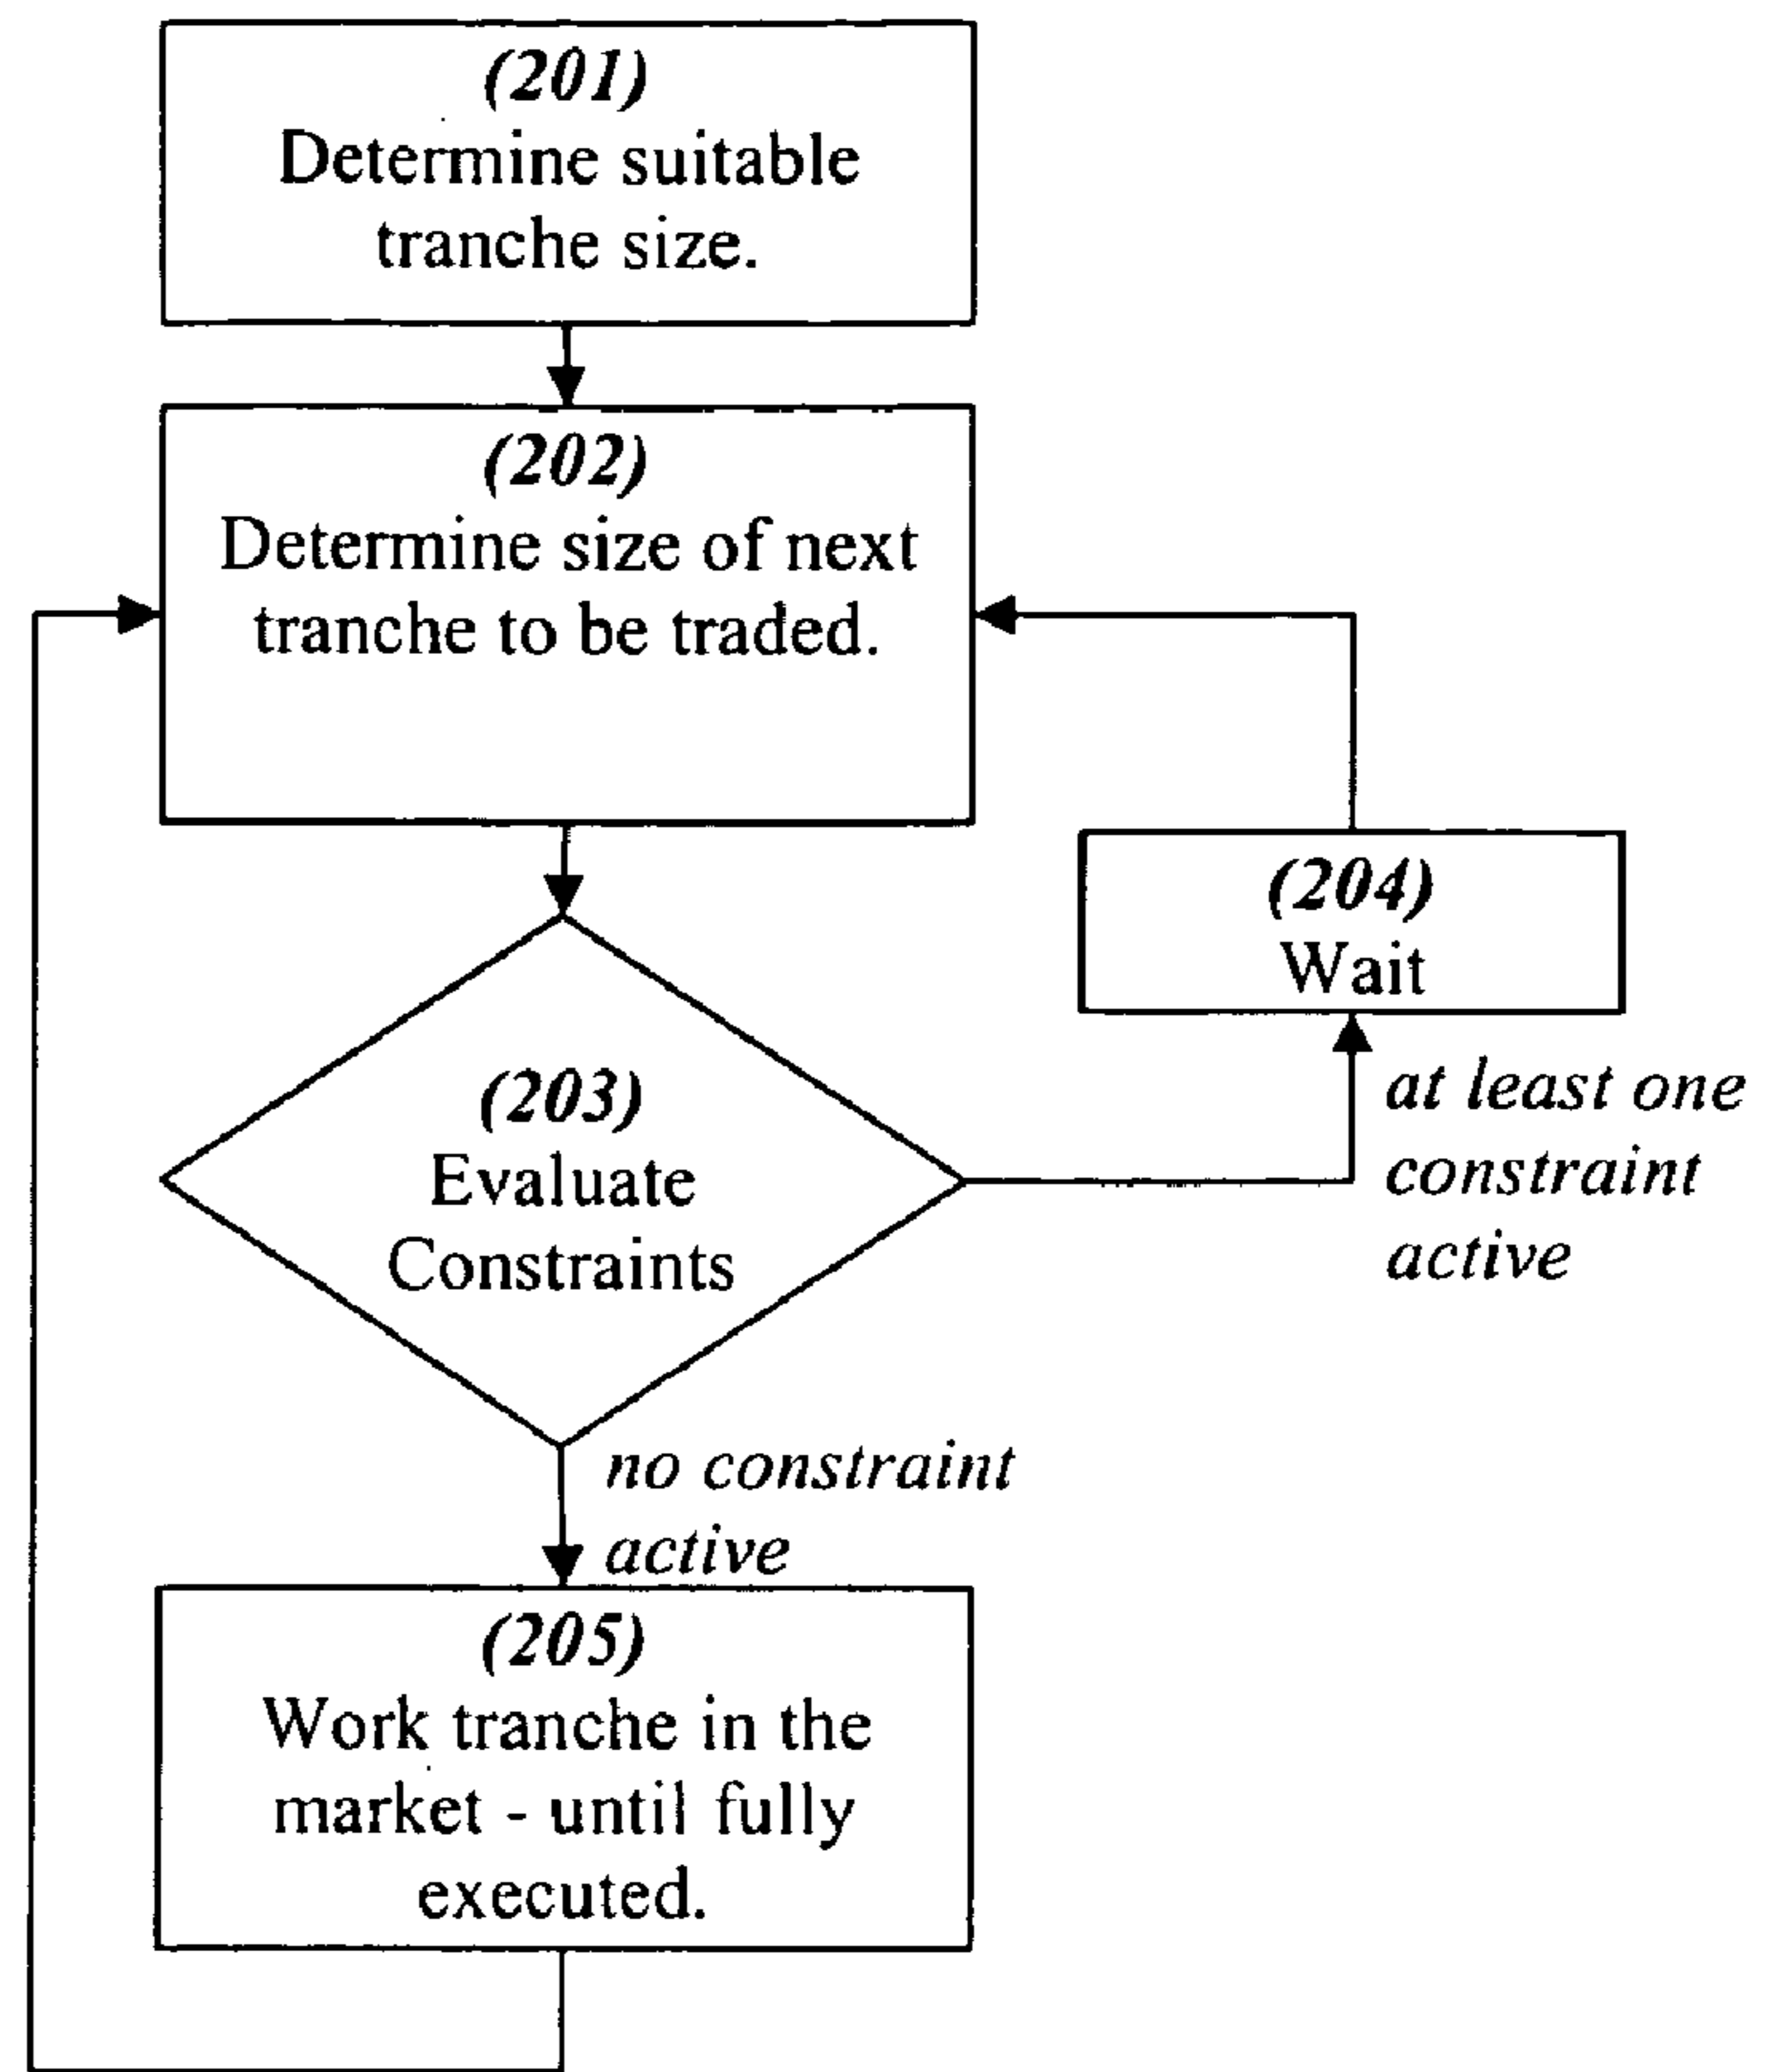 (201)
Determine suitable
tranche size.
(202)
Determine size of next
tranche to be traded.
(204)
Wait
(203)
Evaluate
Constraints
at least one
constraint
active
no constraint
active
(205)
Work tranche in the
market - until fully
executed.